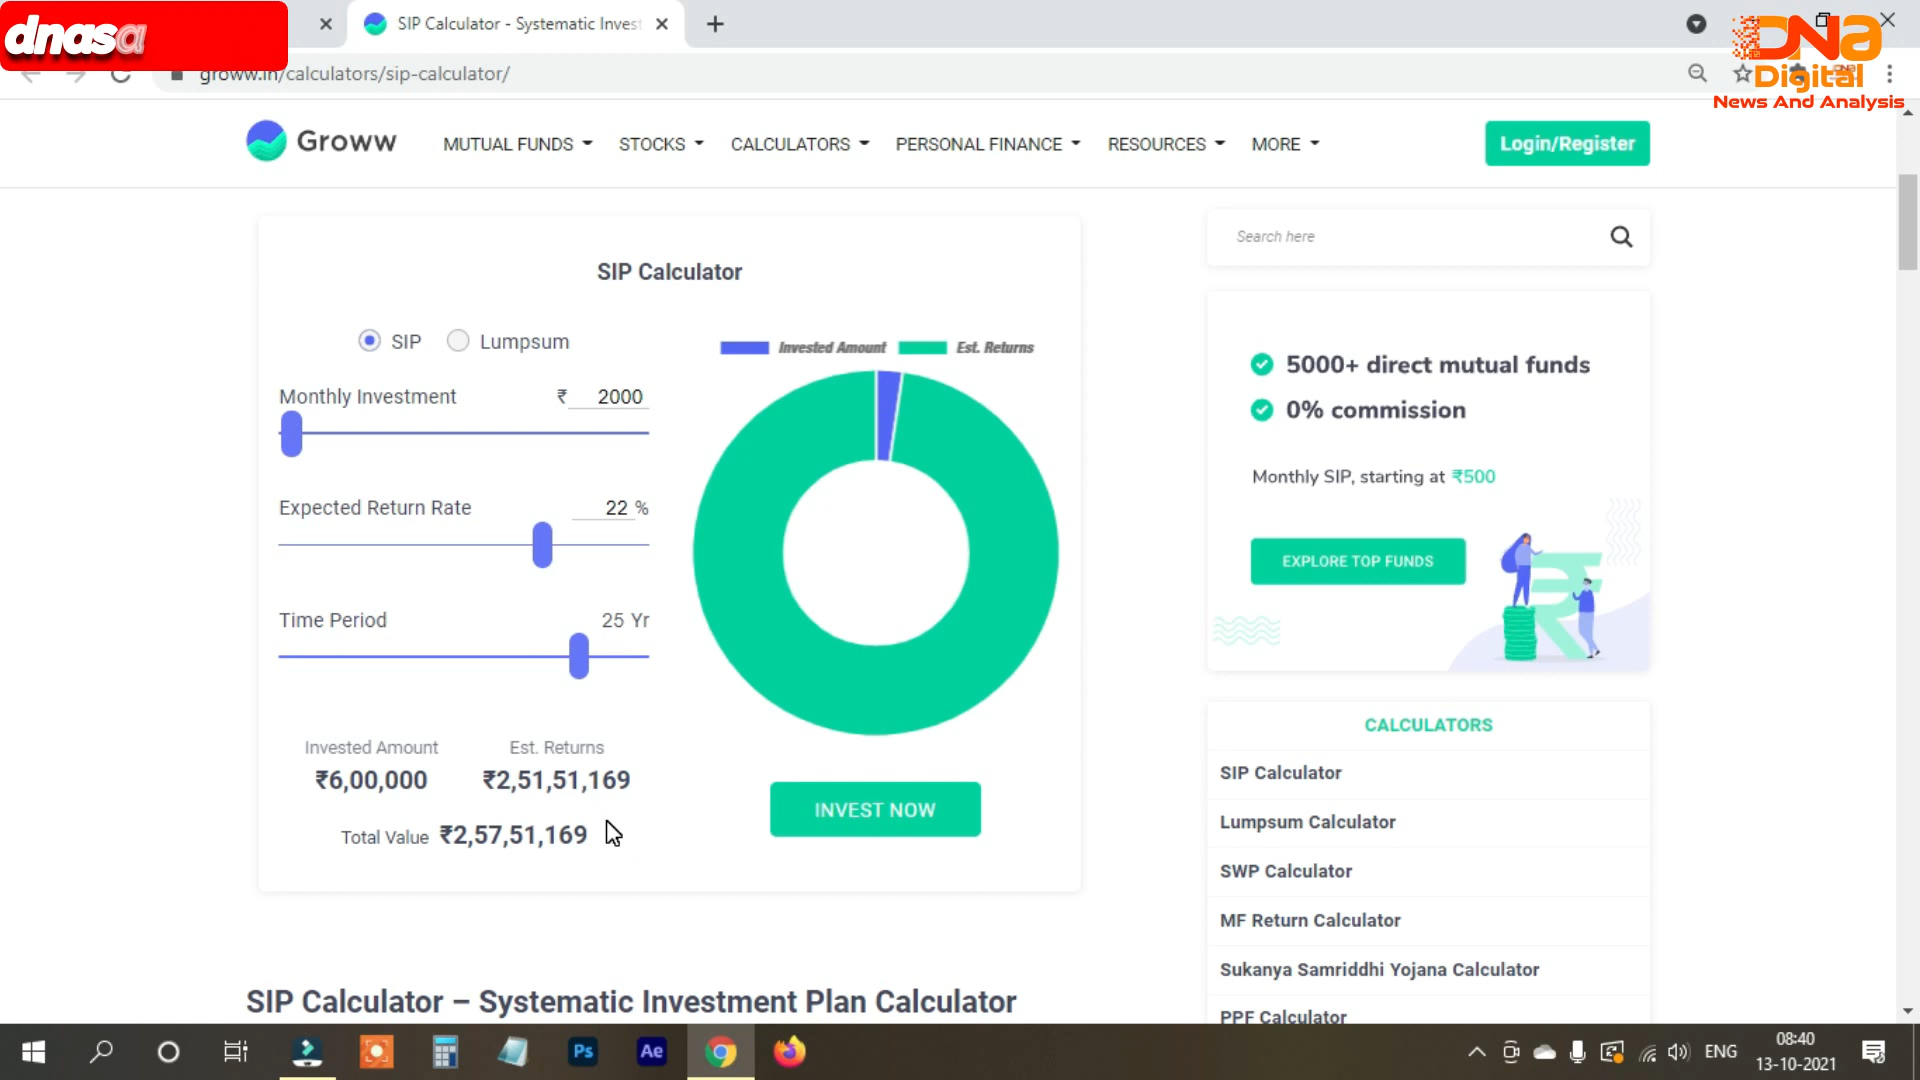 dnasa
SIP Calculator - Systematic Invest
groww.in/calculators/sip-calculator/
DNa
Digital
News And Analysis
Groww
MUTUAL FUNDS
STOCKS
CALCULATORS
PERSONAL FINANCE
RESOURCES
MORE
Login/Register
SIP Calculator
SIP
Lumpsum
Monthly Investment ₹ 2000
Expected Return Rate 22 %
Time Period 25 Yr
Invested Amount
₹6,00,000
Est. Returns
₹2,51,51,169
Total Value ₹2,57,51,169
Invested Amount
Est. Returns
INVEST NOW
Search here
5000+ direct mutual funds
0% commission
Monthly SIP, starting at ₹500
EXPLORE TOP FUNDS
CALCULATORS
SIP Calculator
Lumpsum Calculator
SWP Calculator
MF Return Calculator
Sukanya Samriddhi Yojana Calculator
PPF Calculator
SIP Calculator – Systematic Investment Plan Calculator
Ps
Ae
ENG
08:40
13-10-2021